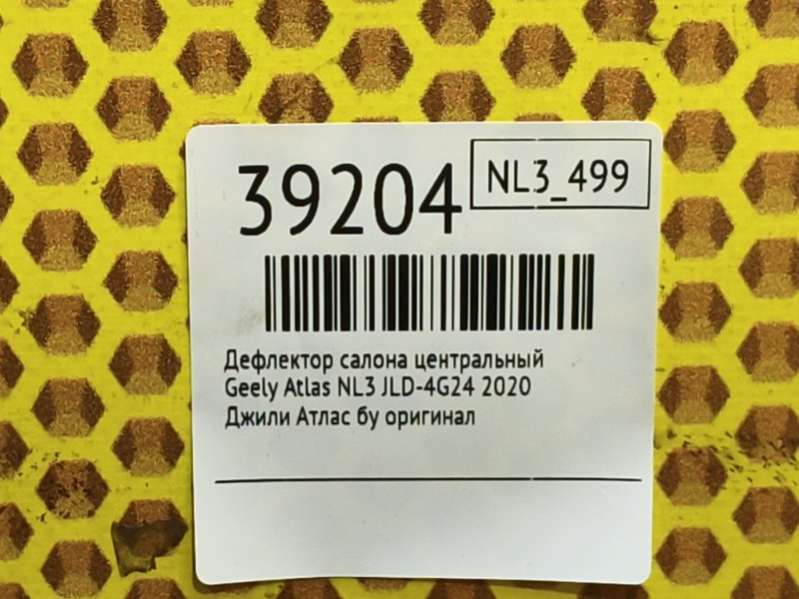 39204
NL3_499
Дефлектор салона центральный
Geely Atlas NL3 JLD-4G24 2020
Джили Атлас бу оригинал